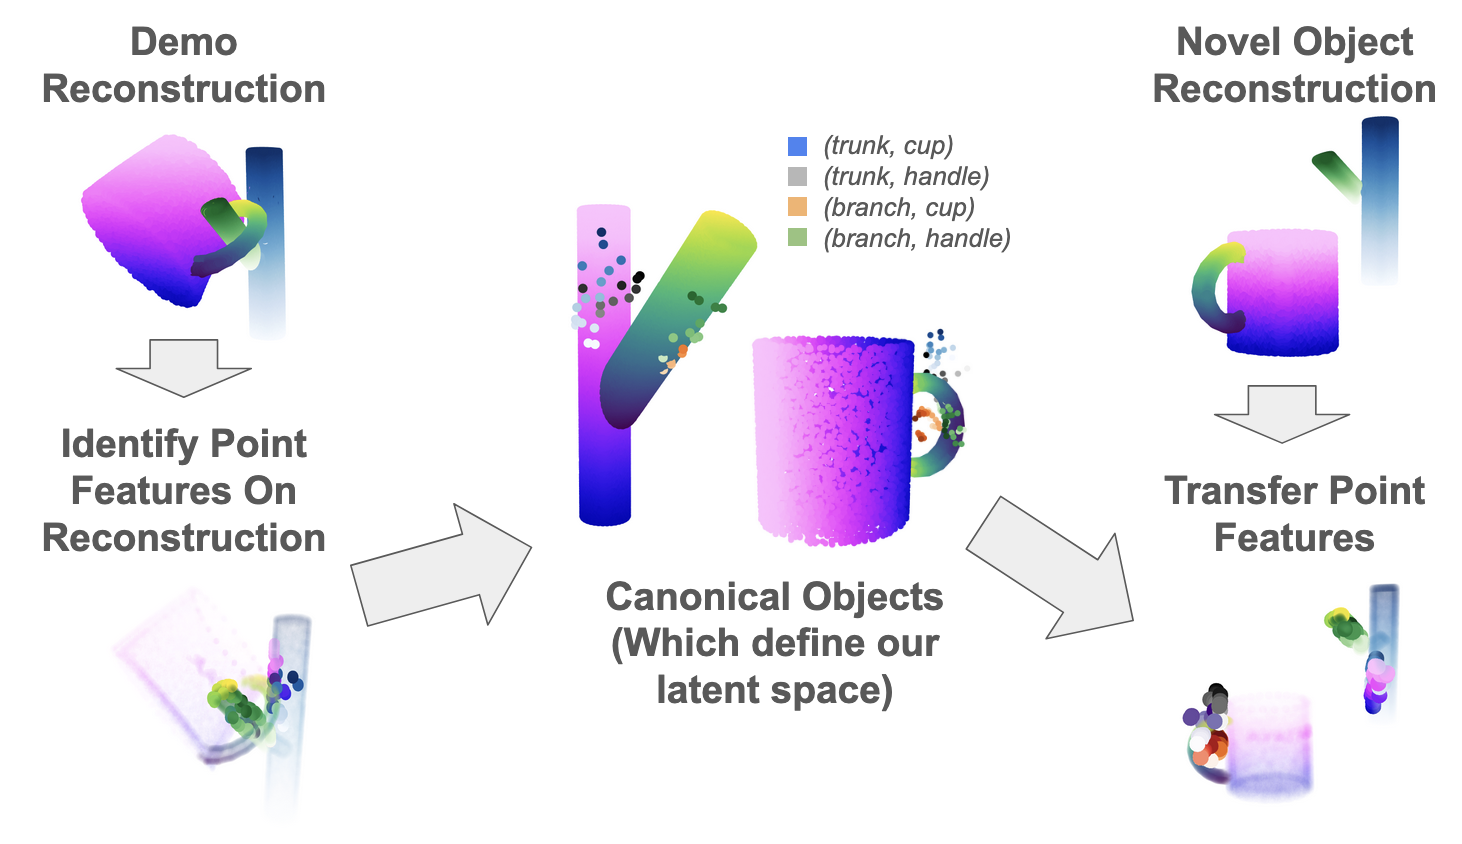 Demo
Reconstruction
Identify Point
Features On
Reconstruction
(trunk, cup)
(trunk, handle)
(branch, cup)
(branch, handle)
Canonical Objects
(Which define our
latent space)
Novel Object
Reconstruction
Transfer Point
Features